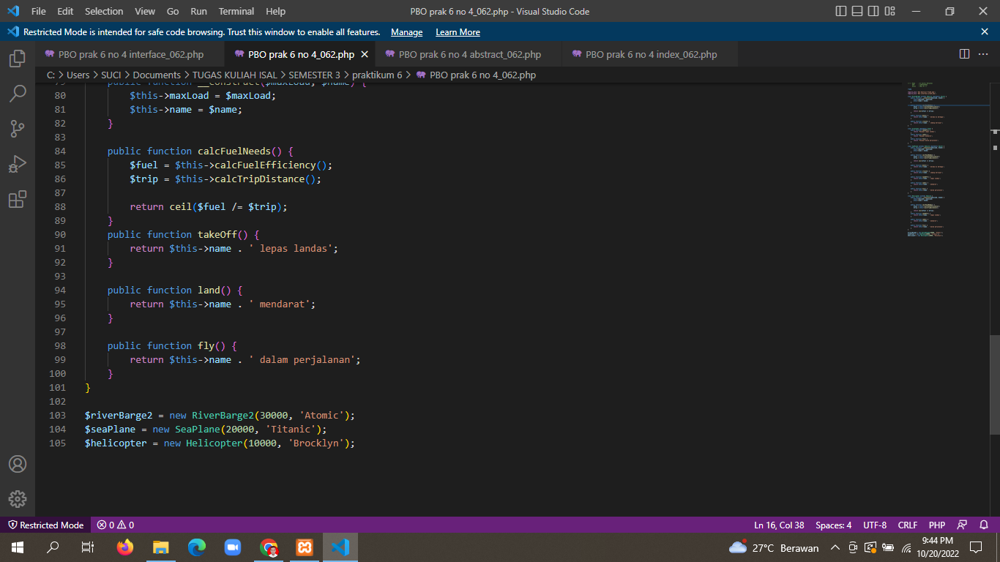 File Edit Selection View Go Run Terminal Help PBO prak 6 no 4_062.php - Visual Studio Code
Restricted Mode is intended for safe code browsing. Trust this window to enable all features. Manage Learn More
PBO prak 6 no 4 interface_062.php PBO prak 6 no 4_062.php PBO prak 6 no 4 abstract_062.php PBO prak 6 no 4 index_062.php
C: > Users > SUCI > Documents > TUGAS KULIAH ISAL > SEMESTER 3 > praktikum 6 > PBO prak 6 no 4_062.php
79 public function __construct($maxLoad, $name) {
80 $this->maxLoad = $maxLoad;
81 $this->name = $name;
82 }
83
84 public function calcFuelNeeds() {
85 $fuel = $this->calcFuelEfficiency();
86 $trip = $this->calcTripDistance();
87
88 return ceil($fuel /= $trip);
89 }
90 public function takeOff() {
91 return $this->name . ' lepas landas';
92 }
93
94 public function land() {
95 return $this->name . ' mendarat';
96 }
97
98 public function fly() {
99 return $this->name . ' dalam perjalanan';
100 }
101 }
102
103 $riverBarge2 = new RiverBarge2(30000, 'Atomic');
104 $seaPlane = new SeaPlane(20000, 'Titanic');
105 $helicopter = new Helicopter(10000, 'Brocklyn');
Restricted Mode 0 0 Ln 16, Col 38 Spaces: 4 UTF-8 CRLF PHP
27°C Berawan 9:44 PM
10/20/2022